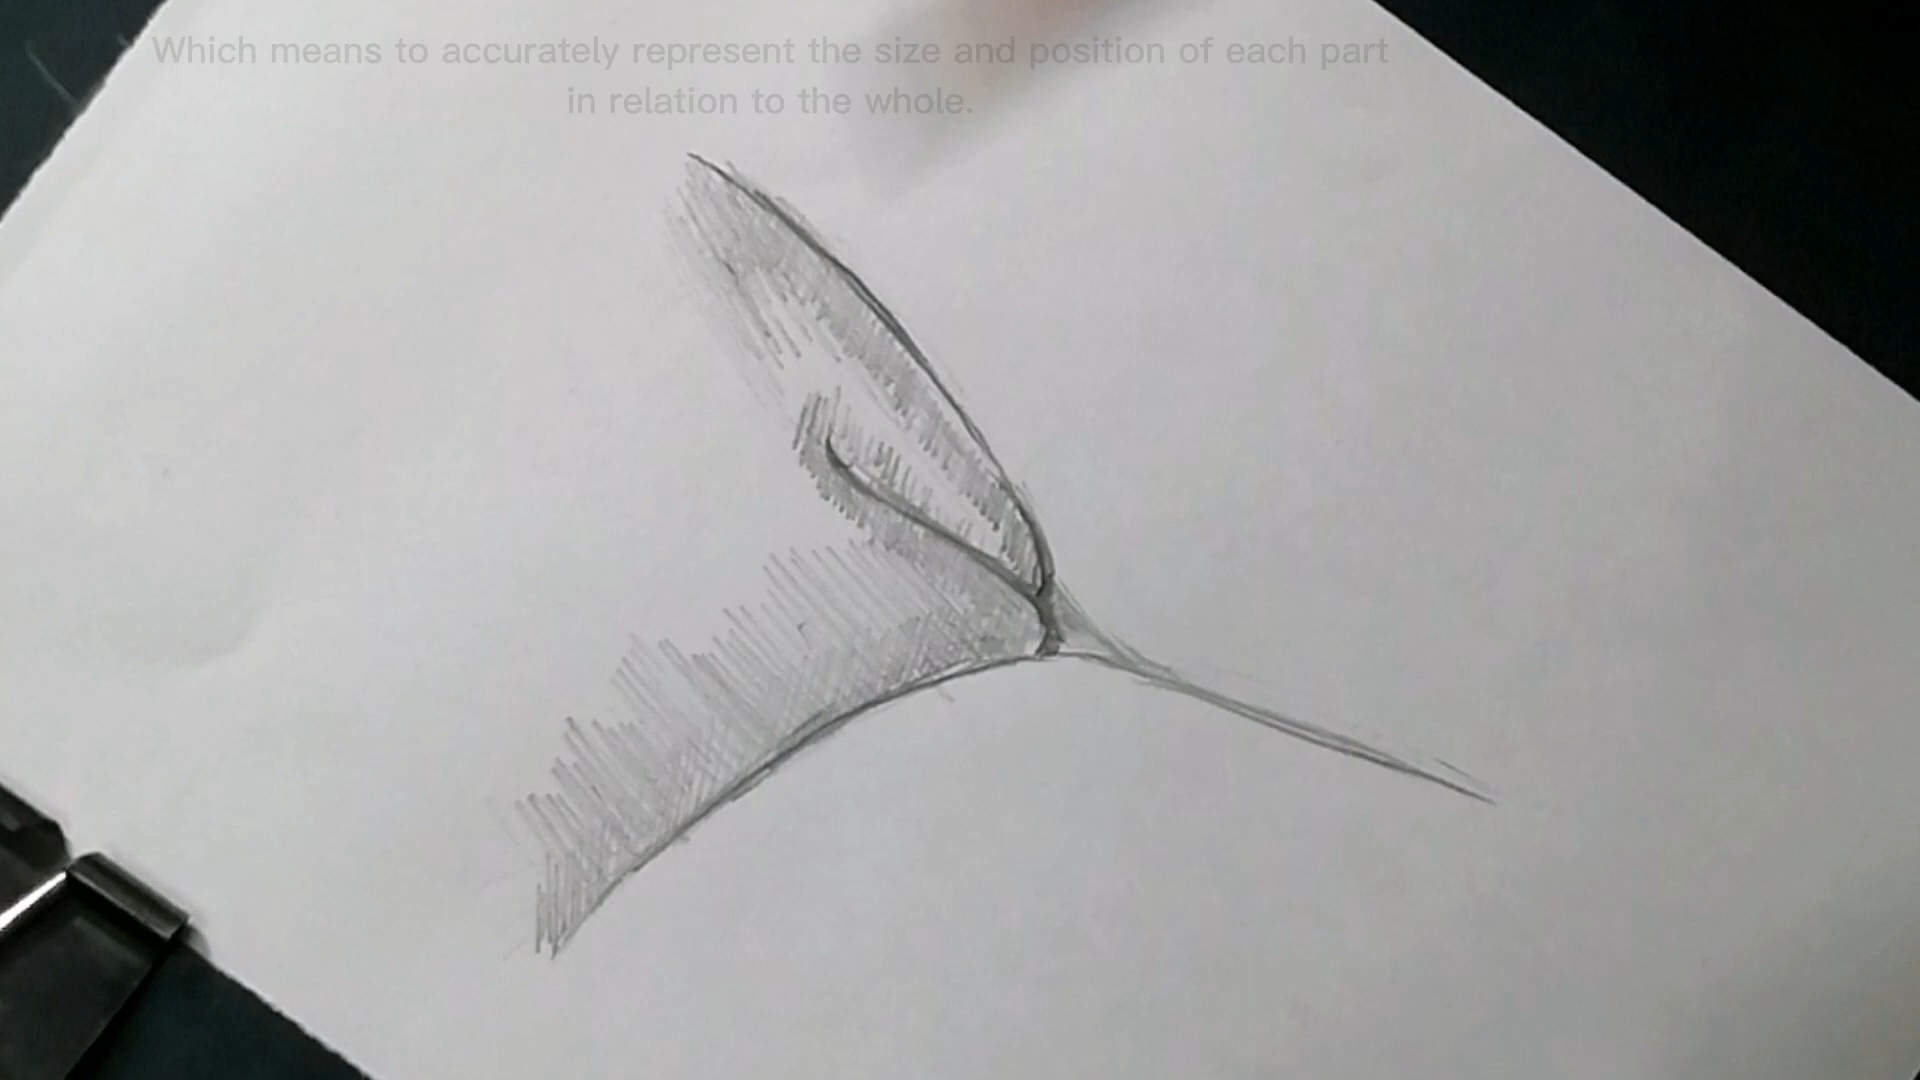 Which means to accurately represent the size and position of each part
in relation to the whole.